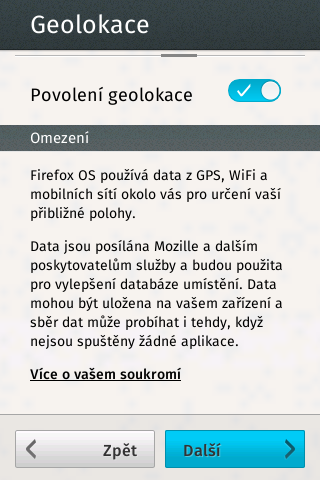 Geolokace
Povolení geolokace
Omezení
Firefox OS používá data z GPS, WiFi a
mobilních sítí okolo vás pro určení vaší
přibližné polohy.
Data jsou posílána Mozille a dalším
poskytovatelům služby a budou použita
pro vylepšení databáze umístění. Data
mohou být uložena na vašem zařízení a
sběr dat může probíhat i tehdy, když
nejsou spuštěny žádné aplikace.
Více o vašem soukromí
Zpět
Další